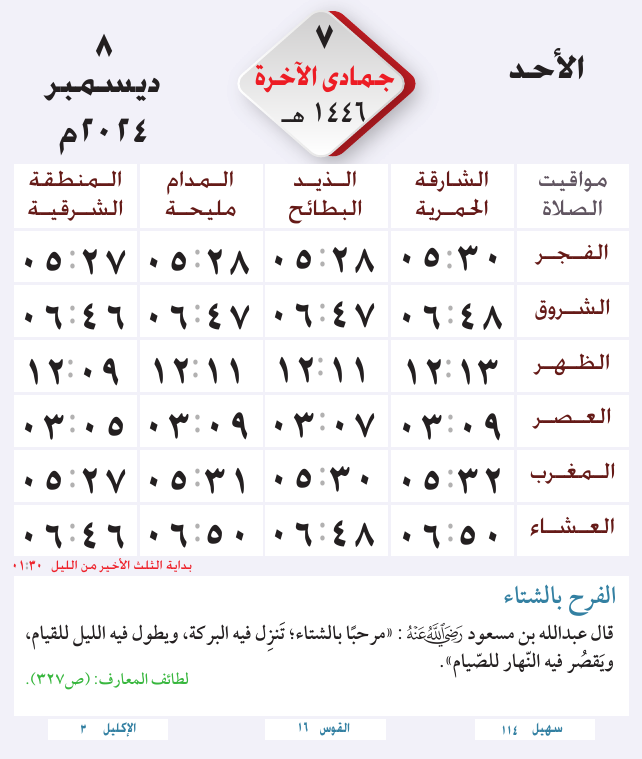 الأحد
٧
جمادى الآخرة
١٤٤٦ هـ
٨
ديسمبر
٢٠٢٤م
مواقيت الصلاة | الشارقة الحمرية | الذيد البطائح | المدام مليحة | المنطقة الشرقية
الفجر ٠٥:٣٠ ٠٥:٢٨ ٠٥:٢٨ ٠٥:٢٧
الشروق ٠٦:٤٨ ٠٦:٤٧ ٠٦:٤٧ ٠٦:٤٦
الظهر ١٢:١٣ ١٢:١١ ١٢:١١ ١٢:٠٩
العصر ٠٣:٠٩ ٠٣:٠٧ ٠٣:٠٩ ٠٣:٠٥
المغرب ٠٥:٣٢ ٠٥:٣٠ ٠٥:٣١ ٠٥:٢٧
العشاء ٠٦:٥٠ ٠٦:٤٨ ٠٦:٥٠ ٠٦:٤٦
بداية الثلث الأخير من الليل ٠١:٣٠
الفرح بالشتاء
قال عبدالله بن مسعود رَضِيَ اللَّهُ عَنْهُ : «مرحبًا بالشتاء؛ تَنزِل فيه البركة، ويطول فيه الليل للقيام،
ويَقصُر فيه النّهار للصّيام».
لطائف المعارف: (ص٣٢٧).
سهيل ١١٤
القوس ١٦
الإكليل ٣